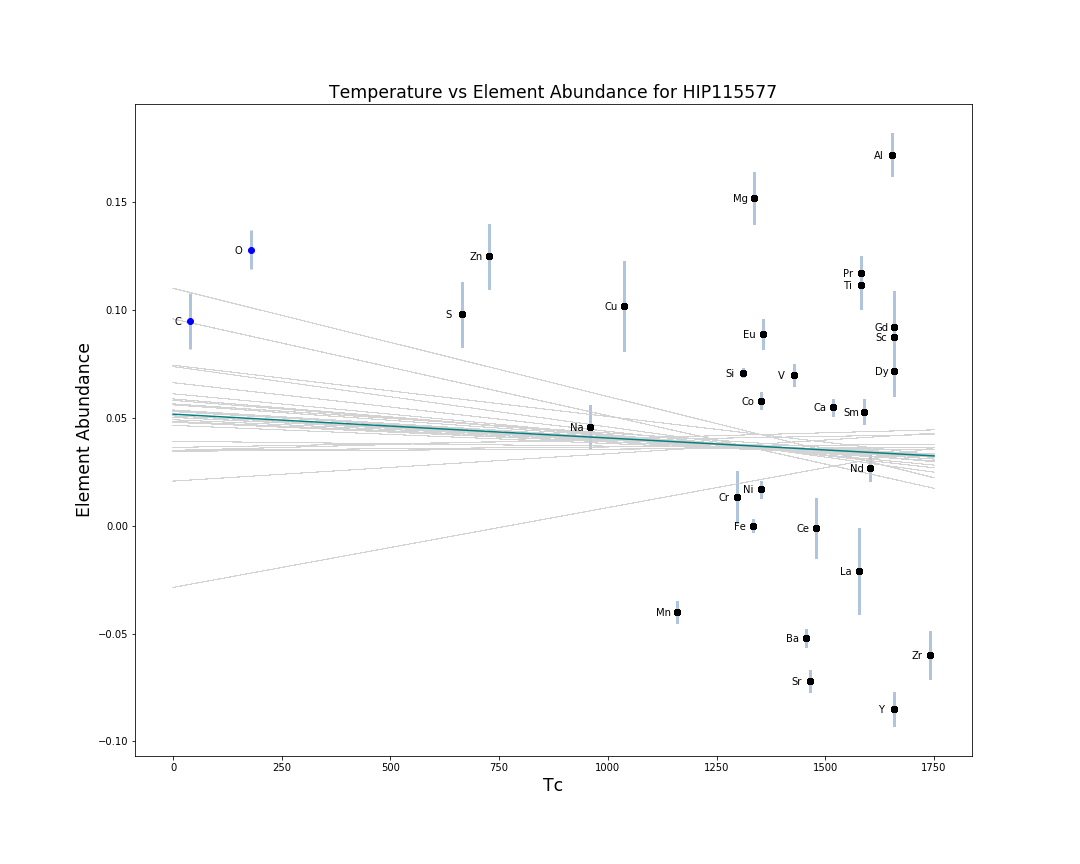 Temperature vs Element Abundance for HIP115577
Al
0.15
Mg
O
Zn
Pr
Ti
0.10
Cu
S
C
Gd
Eu
Sc
Dy
Si
V
Co
Ca
Sm
0.05
Na
Nd
Ni
Cr
0.00
Fe
Ce
La
Mn
−0.05
Ba
Zr
Sr
Y
−0.10
Element Abundance
0 250 500 750 1000 1250 1500 1750
Tc